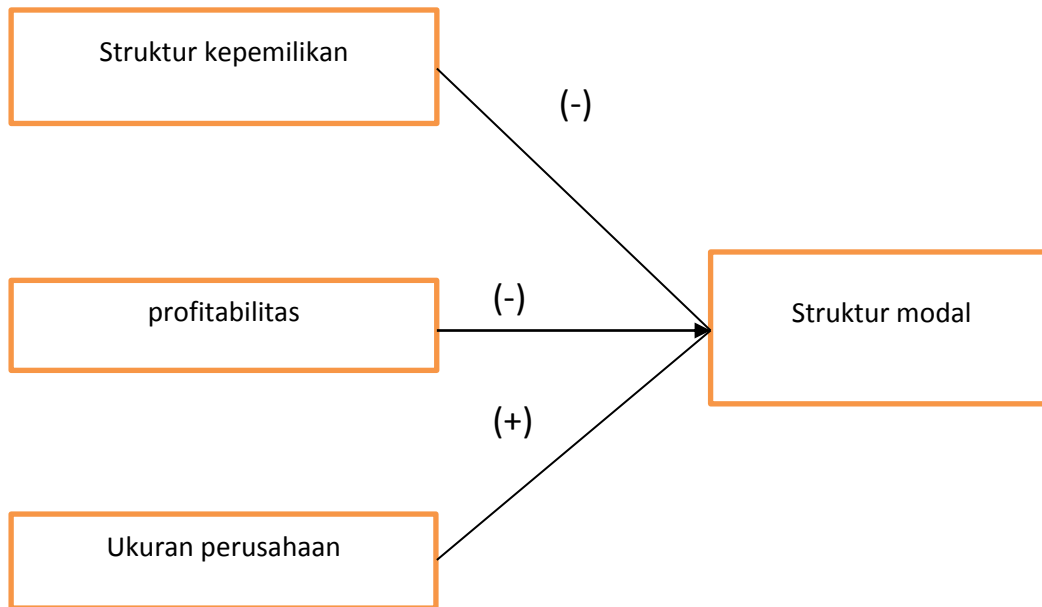 Struktur kepemilikan
(-)
profitabilitas
(-)
Struktur modal
(+)
Ukuran perusahaan